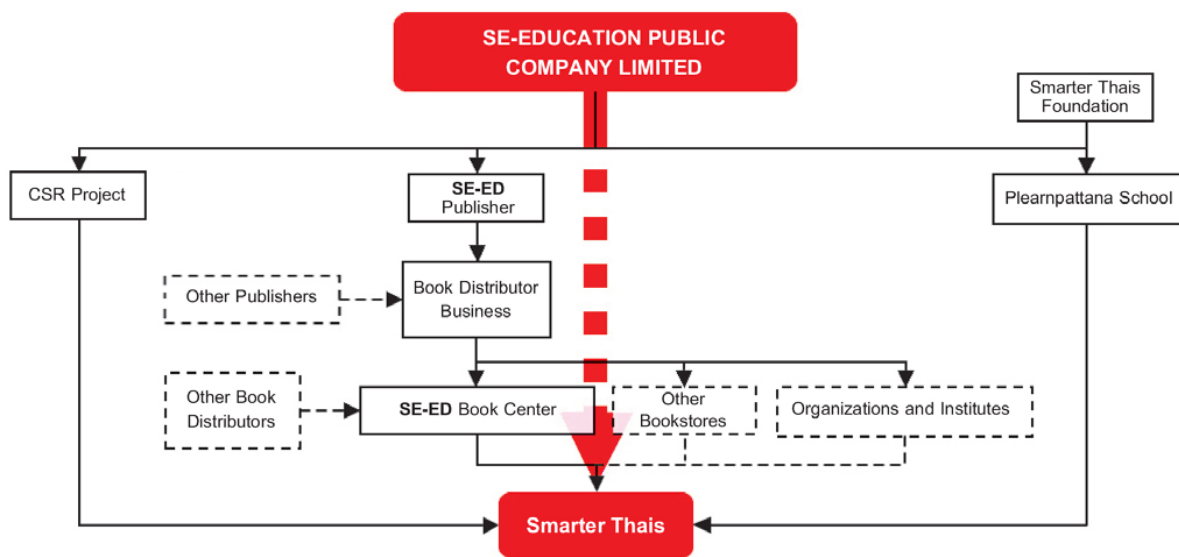 SE-EDUCATION PUBLIC
COMPANY LIMITED
Smarter Thais
Foundation
CSR Project
SE-ED
Publisher
Plearnpattana School
Other Publishers
Book Distributor
Business
Other Book
Distributors
SE-ED Book Center
Other
Bookstores
Organizations and Institutes
Smarter Thais